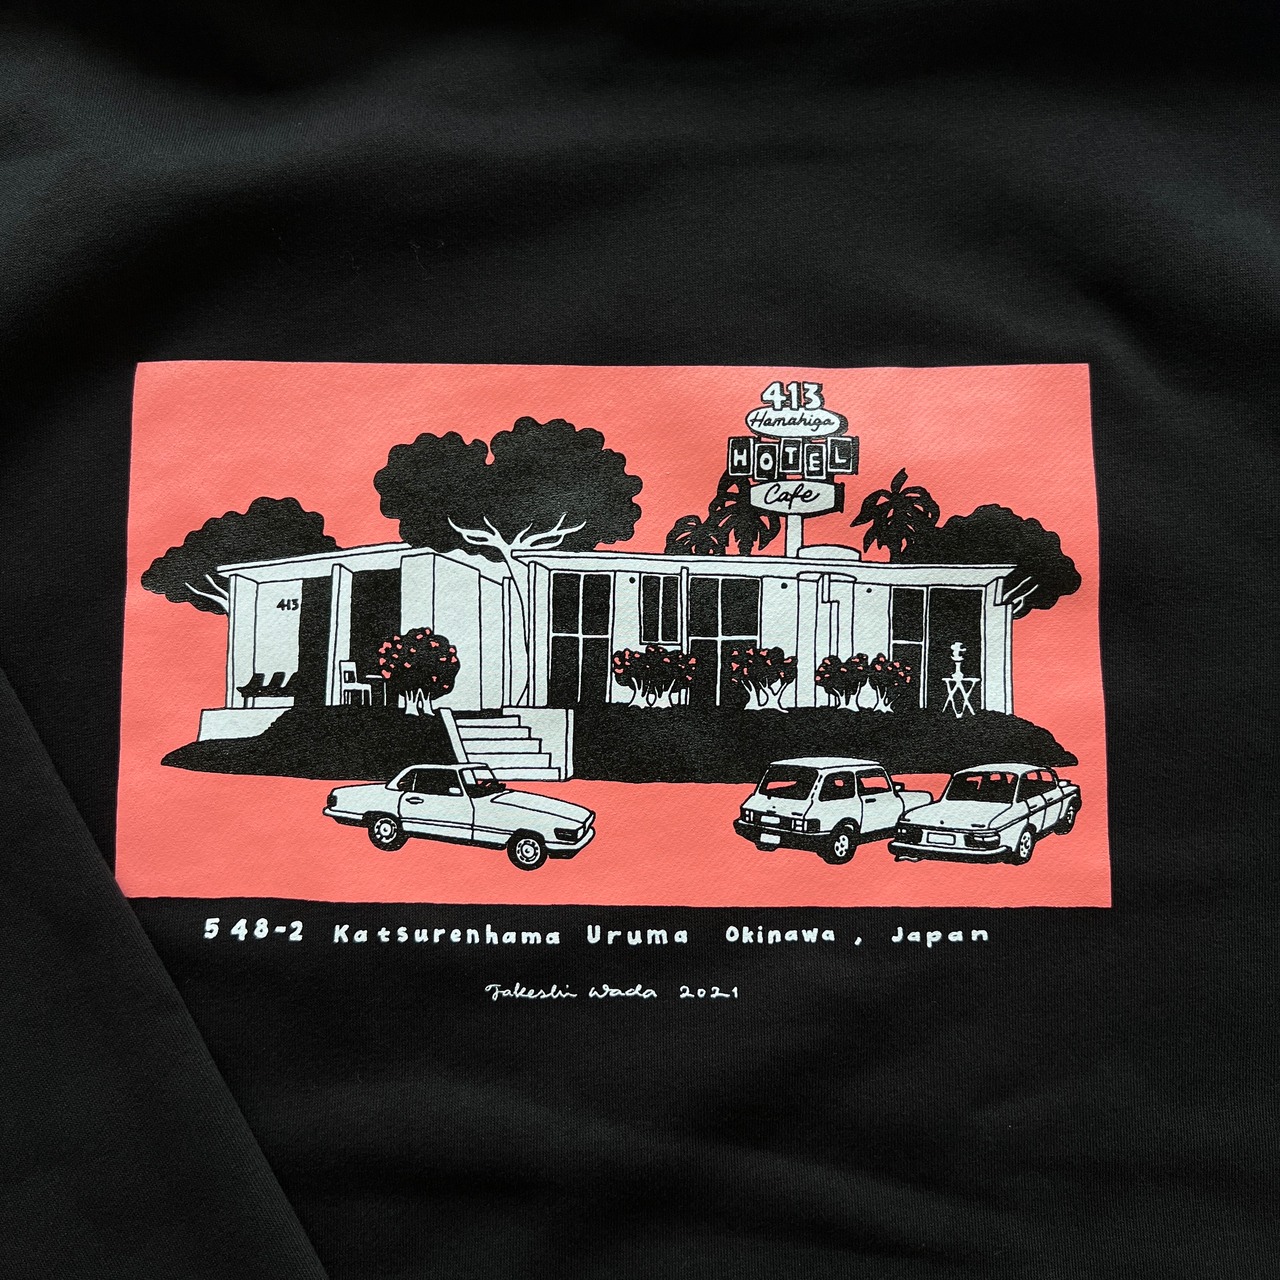 413
Hamahiga
HOTEL
Cafe
413
548-2 Katsurenhama Uruma Okinawa, Japan
Takeshi Wada 2021